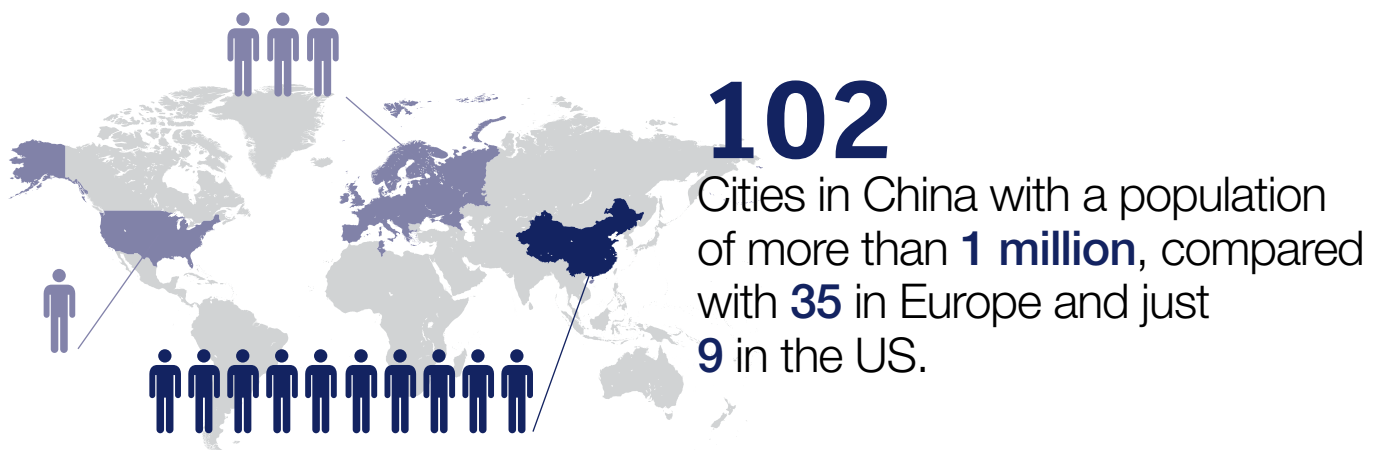 102
Cities in China with a population
of more than 1 million, compared
with 35 in Europe and just
9 in the US.